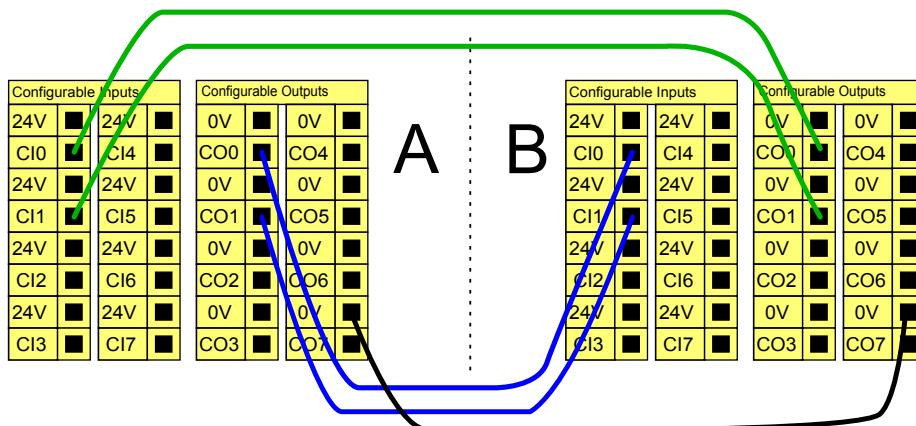 Configurable Inputs
24V 24V
CI0 CI4
24V 24V
CI1 CI5
24V 24V
CI2 CI6
24V 24V
CI3 CI7
Configurable Outputs
0V 0V
CO0 CO4
0V 0V
CO1 CO5
0V 0V
CO2 CO6
0V 0V
CO3 CO7
A
B
Configurable Inputs
24V 24V
CI0 CI4
24V 24V
CI1 CI5
24V 24V
CI2 CI6
24V 24V
CI3 CI7
Configurable Outputs
0V 0V
CO0 CO4
0V 0V
CO1 CO5
0V 0V
CO2 CO6
0V 0V
CO3 CO7